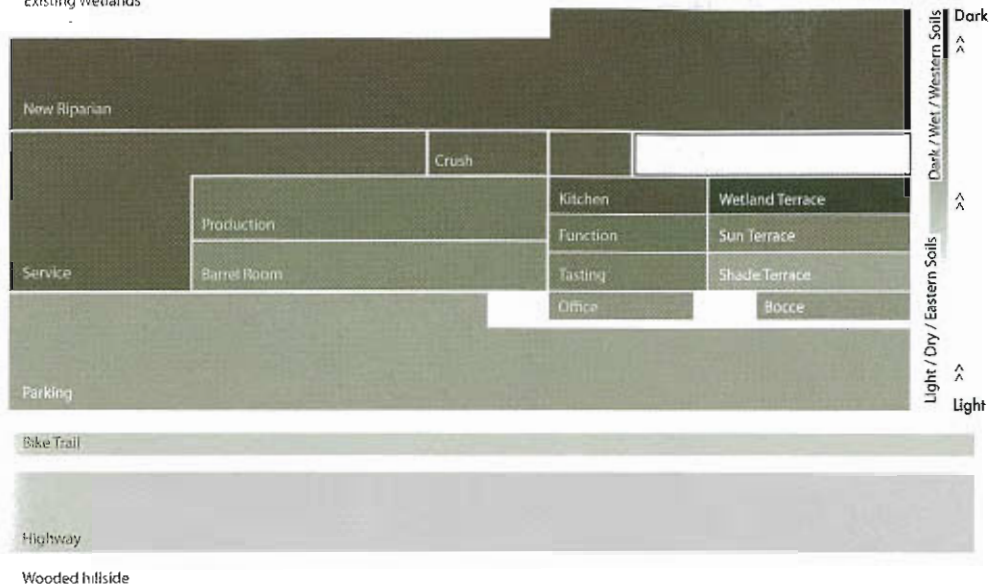 Existing Wetlands
New Riparian
Crush
Kitchen
Wetland Terrace
Production
Function
Sun Terrace
Service
Barrel Room
Tasting
Shade Terrace
Office
Bocce
Parking
Bike Trail
Highway
Wooded hillside
Dark
Dark / Wet / Western Soils
Light / Dry / Eastern Soils
Light